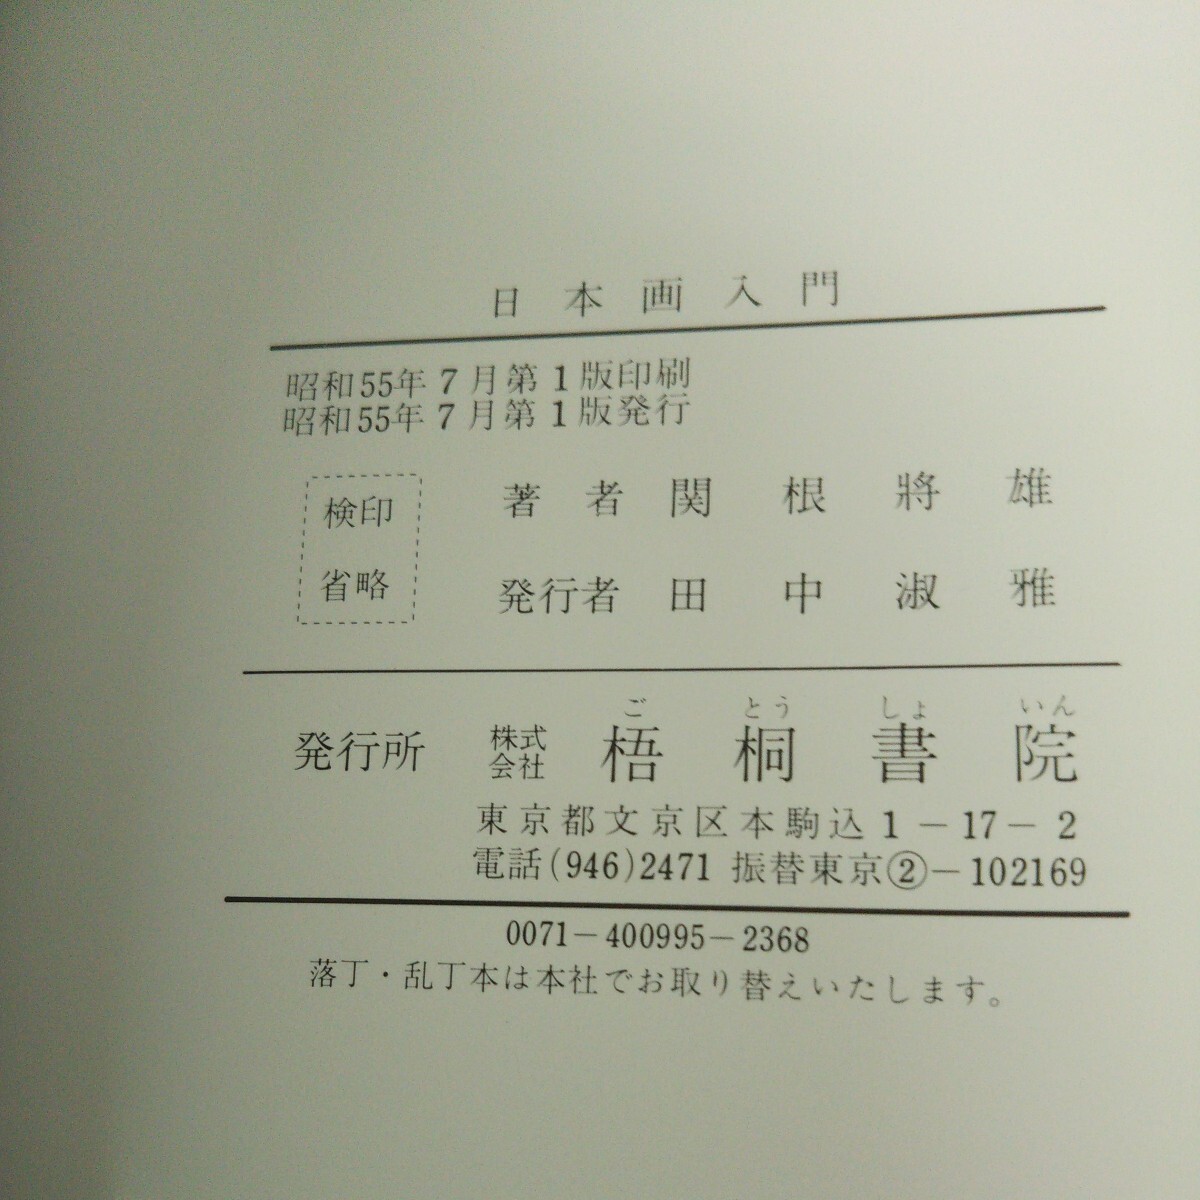 日本画入門
昭和55年7月第1版印刷
昭和55年7月第1版発行
検印
省略
著者 関根將雄
発行者 田中淑雅
ごとうしょいん
発行所 株式会社 梧桐書院
東京都文京区本駒込1-17-2
電話(946)2471 振替東京②-102169
0071-400995-2368
落丁・乱丁本は本社でお取り替えいたします。